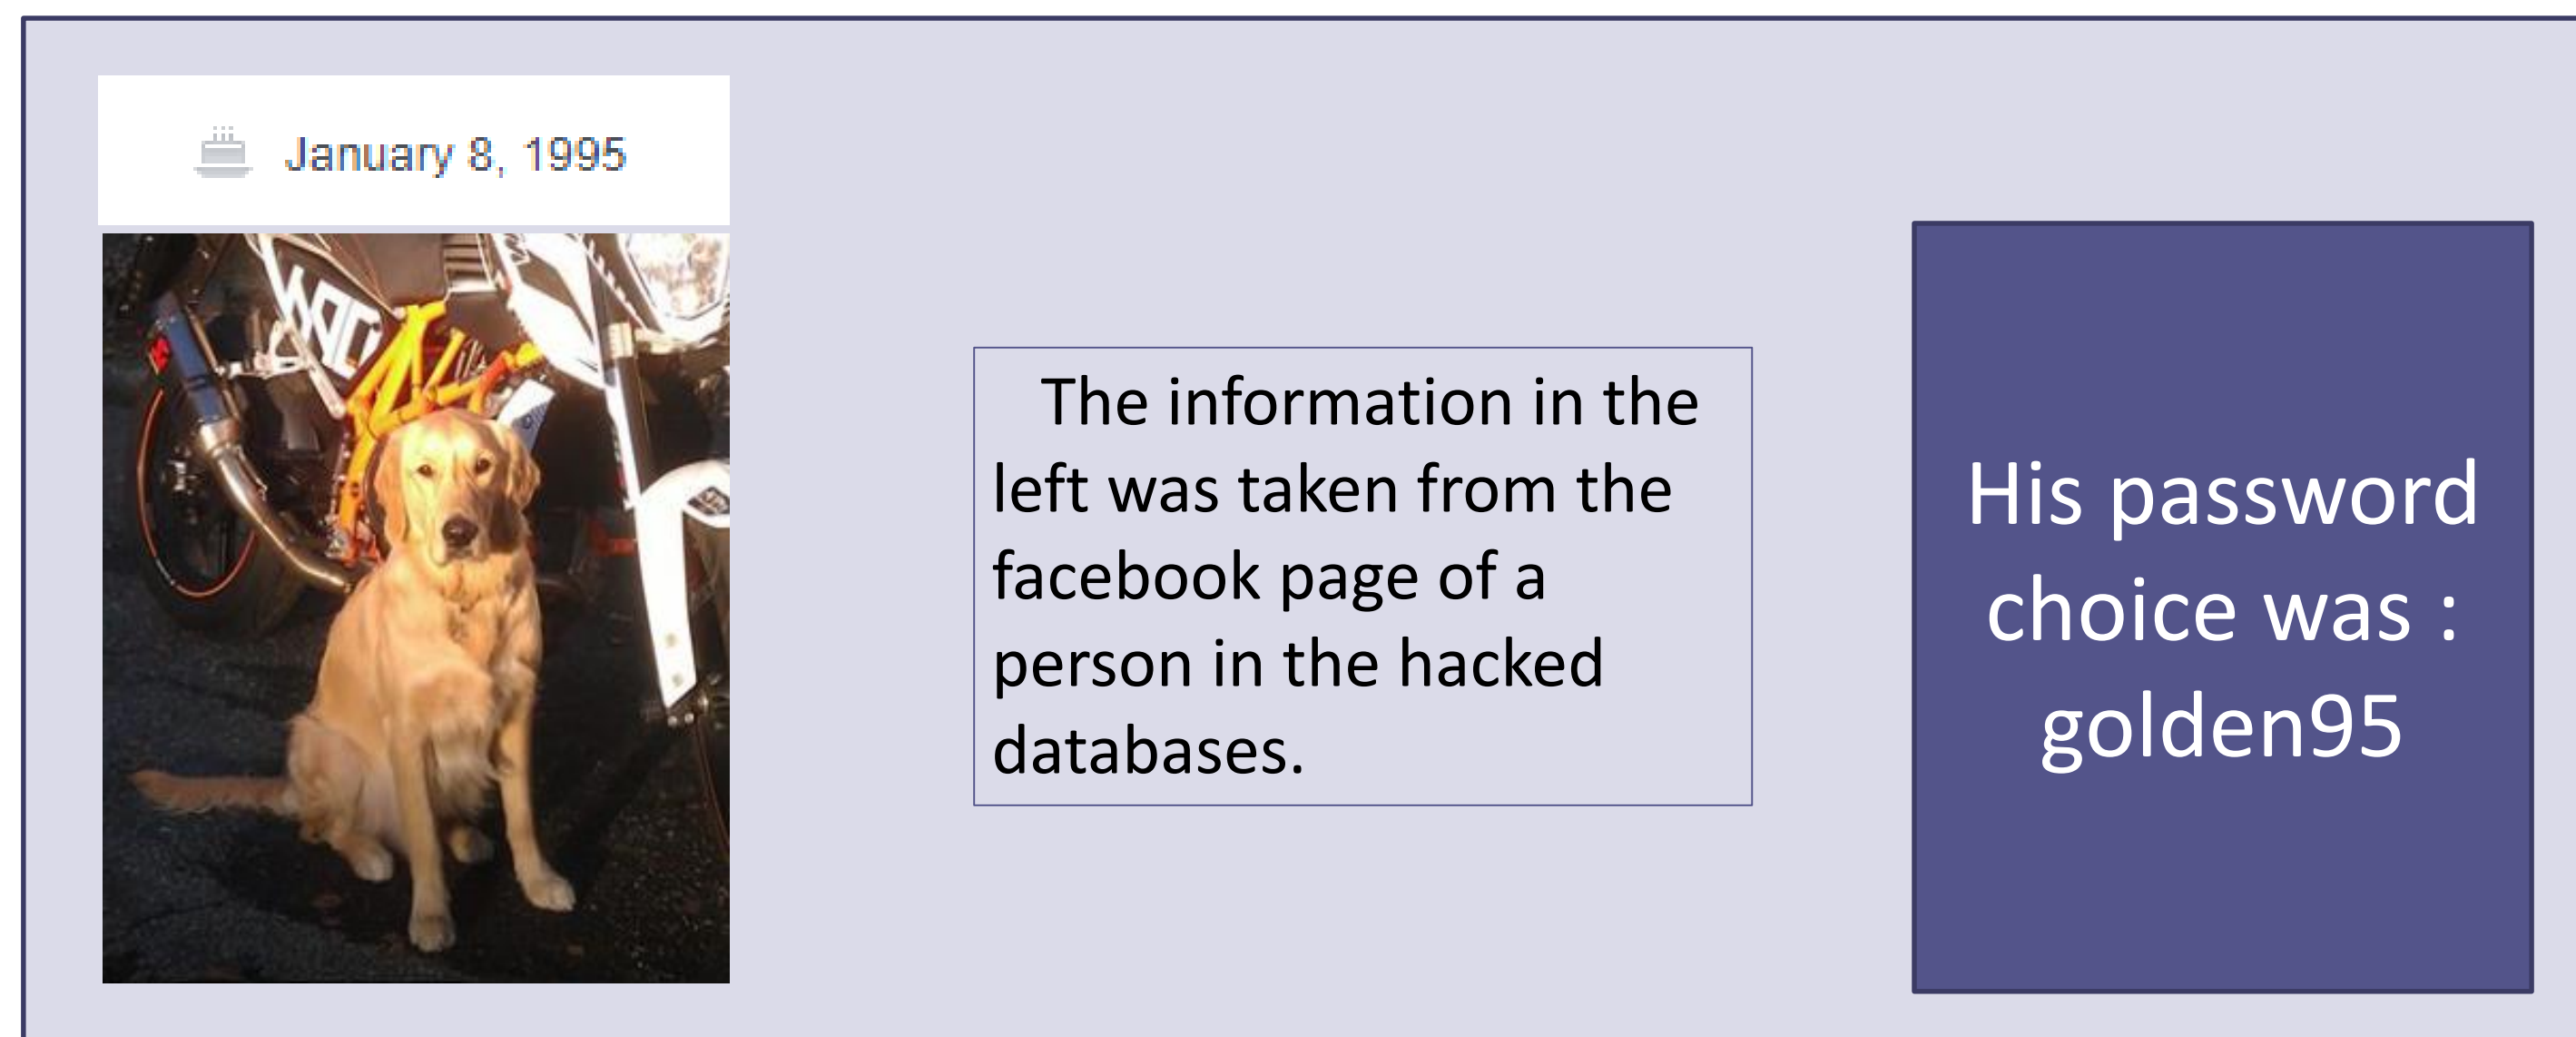 January 8, 1995
The information in the
left was taken from the
facebook page of a
person in the hacked
databases.
His password
choice was :
golden95